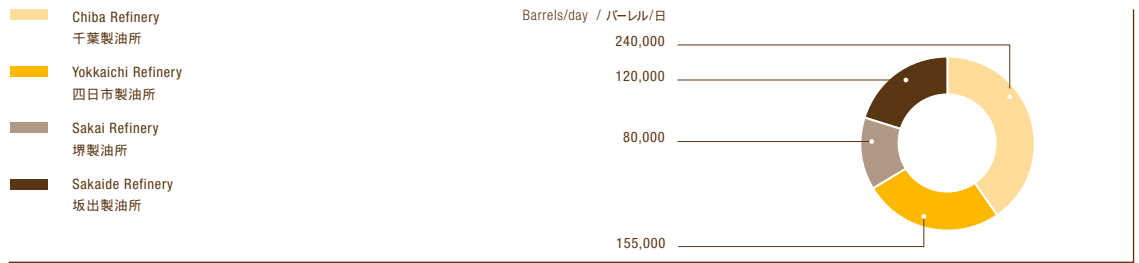 Chiba Refinery
千葉製油所
Yokkaichi Refinery
四日市製油所
Sakai Refinery
堺製油所
Sakaide Refinery
坂出製油所
Barrels/day / バーレル/日
240,000
120,000
80,000
155,000